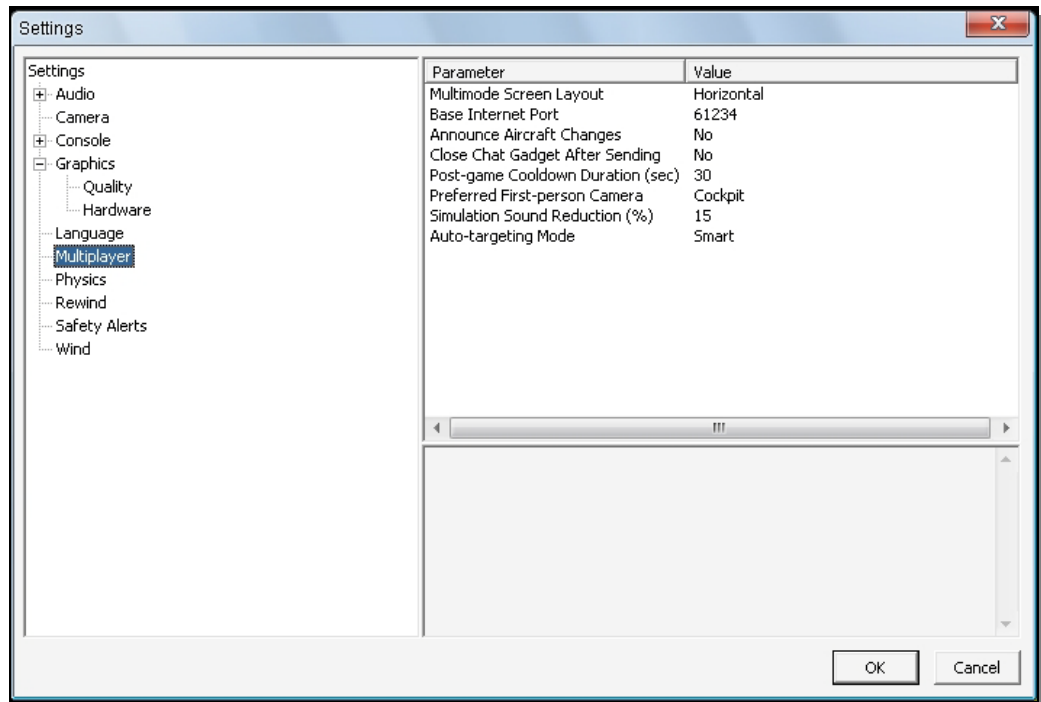 Settings
Settings
Audio
Camera
Console
Graphics
Quality
Hardware
Language
Multiplayer
Physics
Rewind
Safety Alerts
Wind
Parameter Value
Multimode Screen Layout Horizontal
Base Internet Port 61234
Announce Aircraft Changes No
Close Chat Gadget After Sending No
Post-game Cooldown Duration (sec) 30
Preferred First-person Camera Cockpit
Simulation Sound Reduction (%) 15
Auto-targeting Mode Smart
OK Cancel